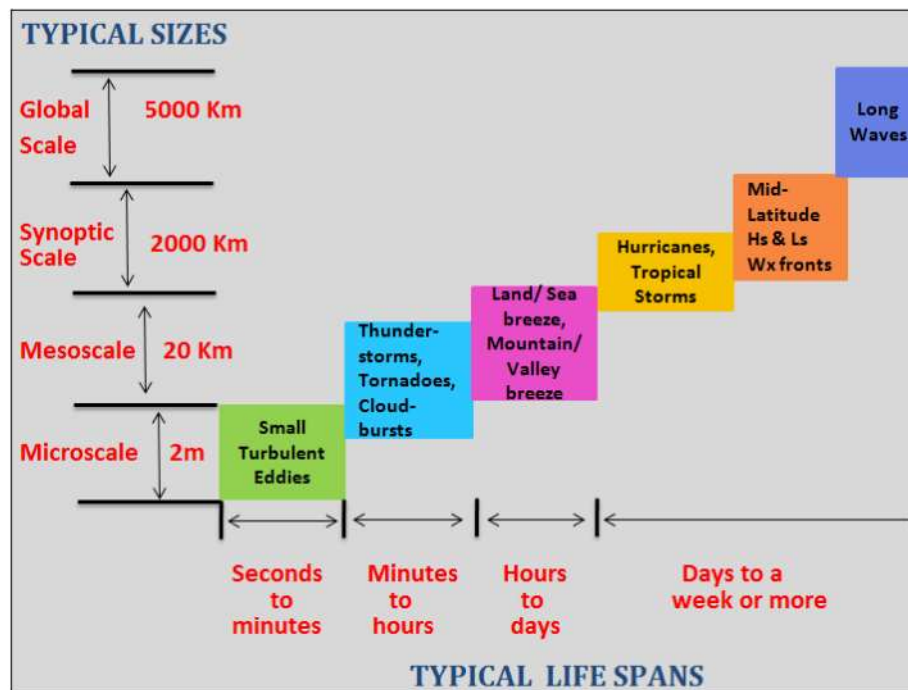 TYPICAL SIZES
Global
Scale
5000 Km
Synoptic
Scale
2000 Km
Mesoscale
20 Km
Microscale
2m
Small
Turbulent
Eddies
Thunder-
storms,
Tornadoes,
Cloud-
bursts
Land/ Sea
breeze,
Mountain/
Valley
breeze
Hurricanes,
Tropical
Storms
Mid-
Latitude
Hs & Ls
Wx fronts
Long
Waves
Seconds
to
minutes
Minutes
to
hours
Hours
to
days
Days to a
week or more
TYPICAL LIFE SPANS